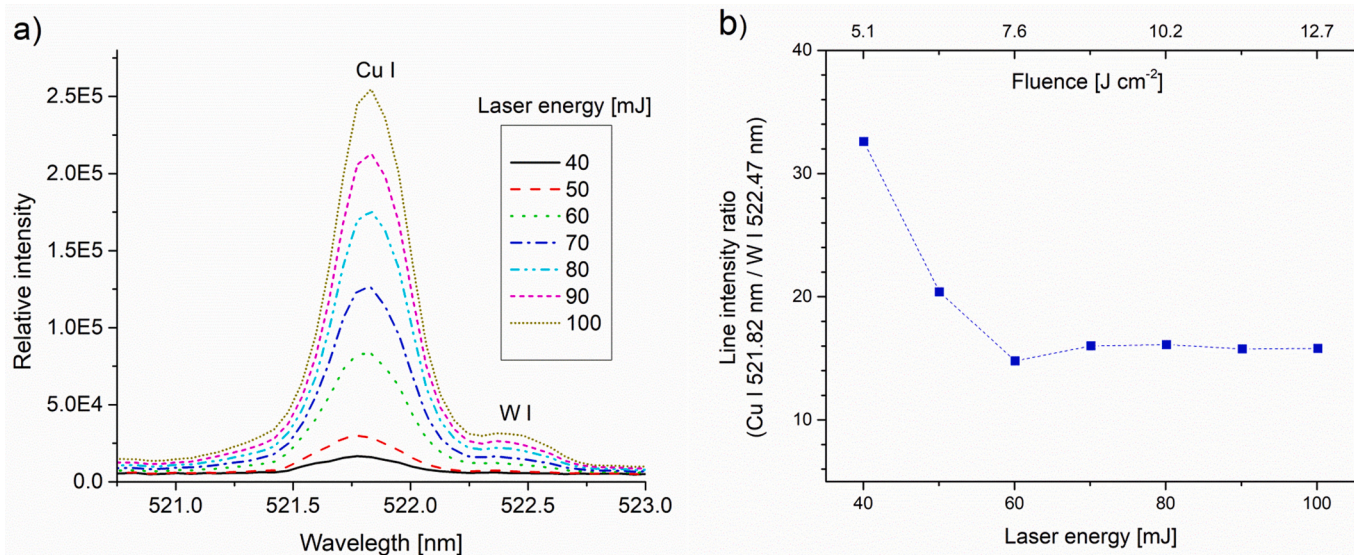 a)
Cu I
W I
Laser energy [mJ]
40
50
60
70
80
90
100
2.5E5
2.0E5
1.5E5
1.0E5
5.0E4
0.0
Relative intensity
521.0 521.5 522.0 522.5 523.0
Wavelegth [nm]
b)
5.1 7.6 10.2 12.7
Fluence [J cm-2]
40
30
20
10
Line intensity ratio
(Cu I 521.82 nm / W I 522.47 nm)
40 60 80 100
Laser energy [mJ]